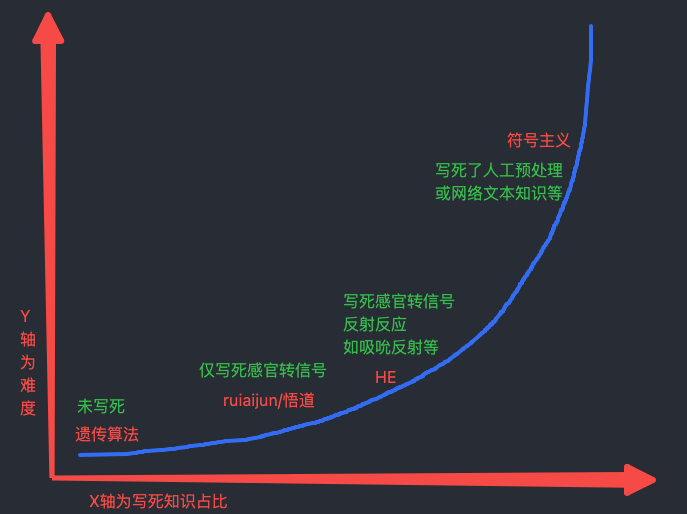 符号主义
写死了人工预处理
或网络文本知识等
写死感官转信号
反射反应
如吸吮反射等
HE
仅写死感官转信号
ruiaijun/悟道
未写死
遗传算法
Y
轴
为
难
度
X轴为写死知识占比